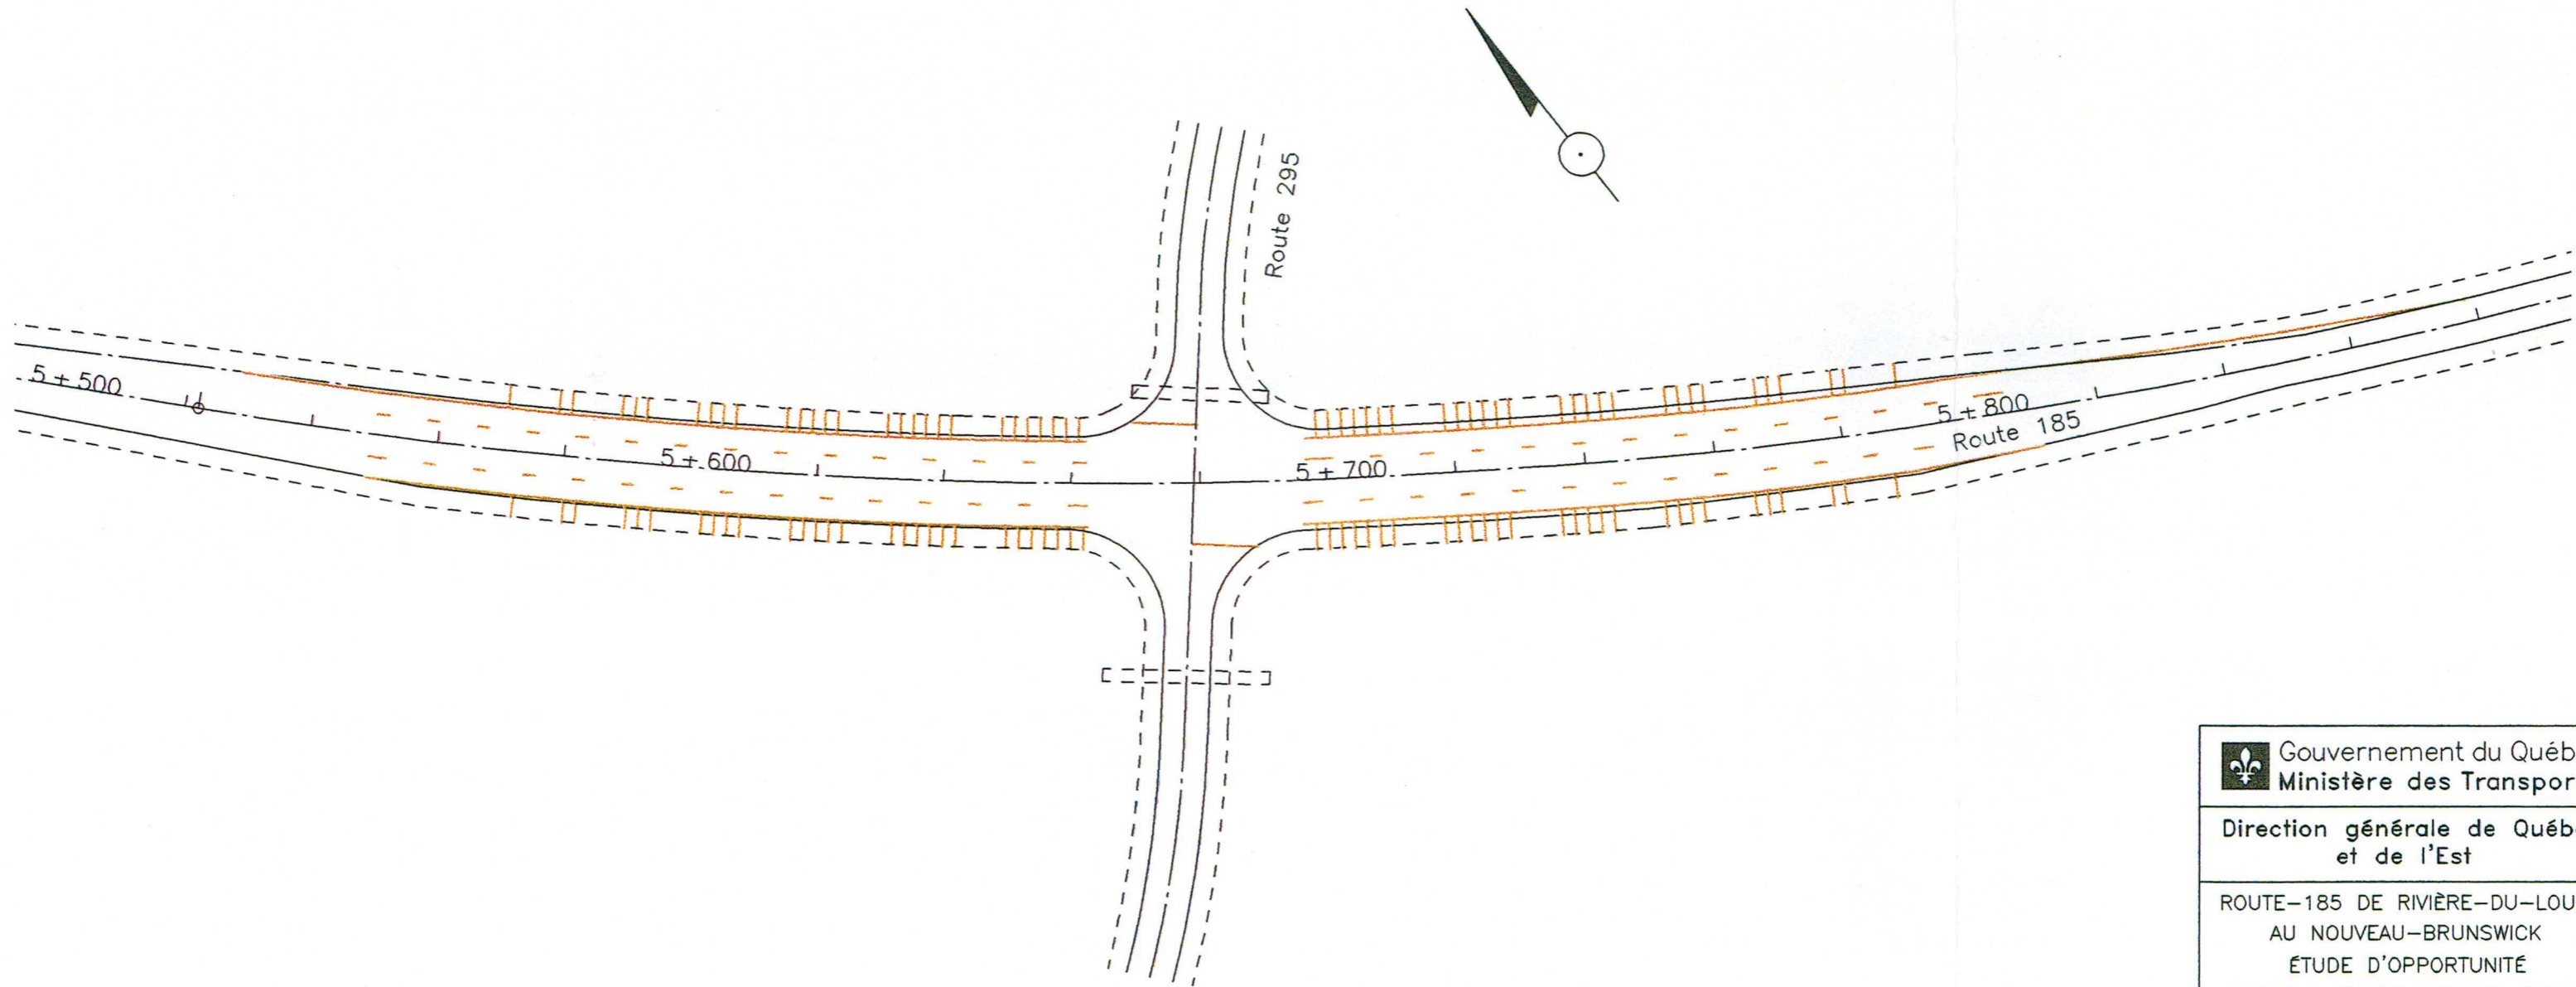 Route 295
5+500
5+600
5+700
5+800
Route 185
Gouvernement du Québ
Ministère des Transpor
Direction générale de Québ
et de l'Est
ROUTE-185 DE RIVIÈRE-DU-LOU
AU NOUVEAU-BRUNSWICK
ÉTUDE D'OPPORTUNITÉ